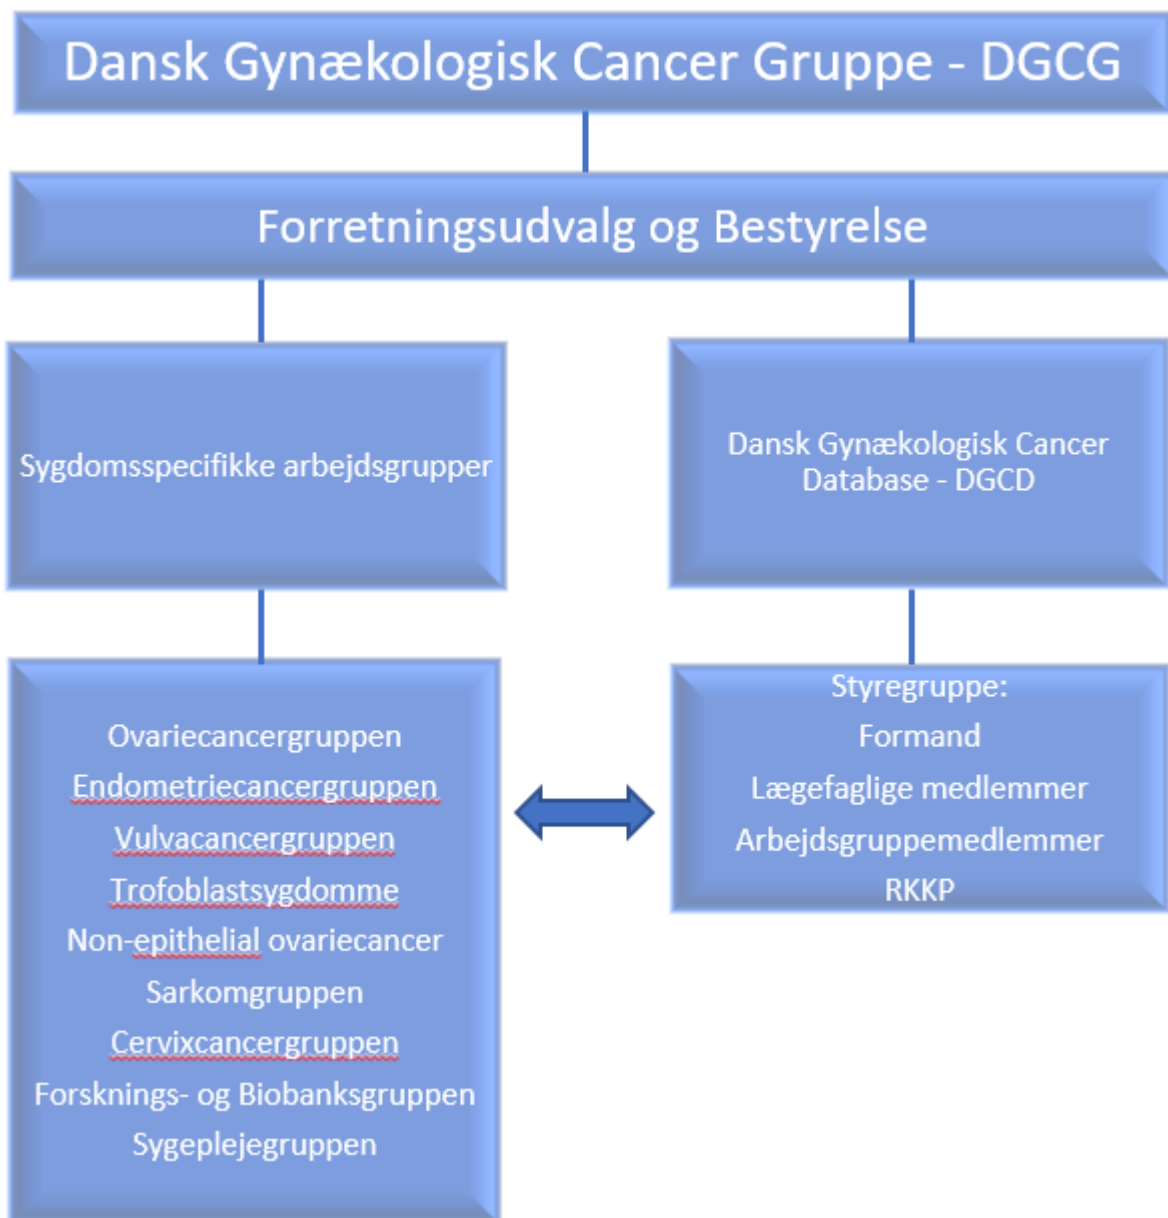 Dansk Gynækologisk Cancer Gruppe - DGCG
Forretningsudvalg og Bestyrelse
Sygdomsspecifikke arbejdsgrupper
Dansk Gynækologisk Cancer
Database - DGCD
Ovariecancergruppen
Endometriecancergruppen
Vulvacancergruppen
Trofoblastsygdomme
Non-epithelial ovariecancer
Sarkomgruppen
Cervixcancergruppen
Forsknings- og Biobanksgruppen
Sygeplejegruppen
Styregruppe:
Formand
Lægefaglige medlemmer
Arbejdsgruppemedlemmer
RKKP